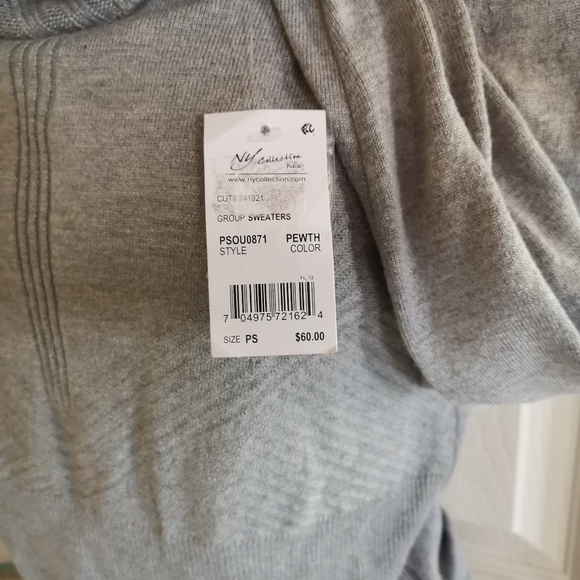 NY Collection
www.nycollection.com
CUT#
GROUP SWEATERS
PSOU0871 PEWTH
STYLE COLOR
FL_12
7 04975 72162 4
SIZE PS $60.00